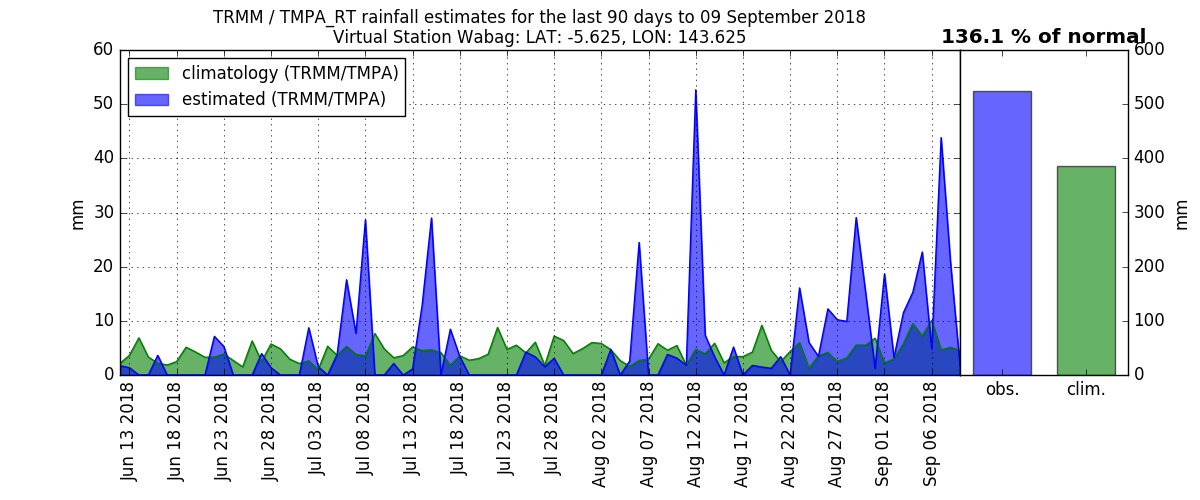 TRMM / TMPA_RT rainfall estimates for the last 90 days to 09 September 2018
Virtual Station Wabag: LAT: -5.625, LON: 143.625
136.1 % of normal
climatology (TRMM/TMPA)
estimated (TRMM/TMPA)
60
50
40
30
20
10
0
mm
600
500
400
300
200
100
0
mm
Jun 13 2018
Jun 18 2018
Jun 23 2018
Jun 28 2018
Jul 03 2018
Jul 08 2018
Jul 13 2018
Jul 18 2018
Jul 23 2018
Jul 28 2018
Aug 02 2018
Aug 07 2018
Aug 12 2018
Aug 17 2018
Aug 22 2018
Aug 27 2018
Sep 01 2018
Sep 06 2018
obs.
clim.